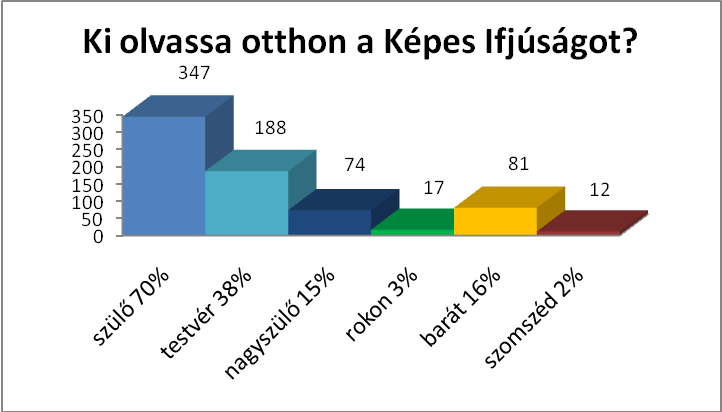 Ki olvassa otthon a Képes Ifjúságot?
347
188
74
17
81
12
350
300
250
200
150
100
50
0
szülő 70%
testvér 38%
nagyszülő 15%
rokon 3%
barát 16%
szomszéd 2%